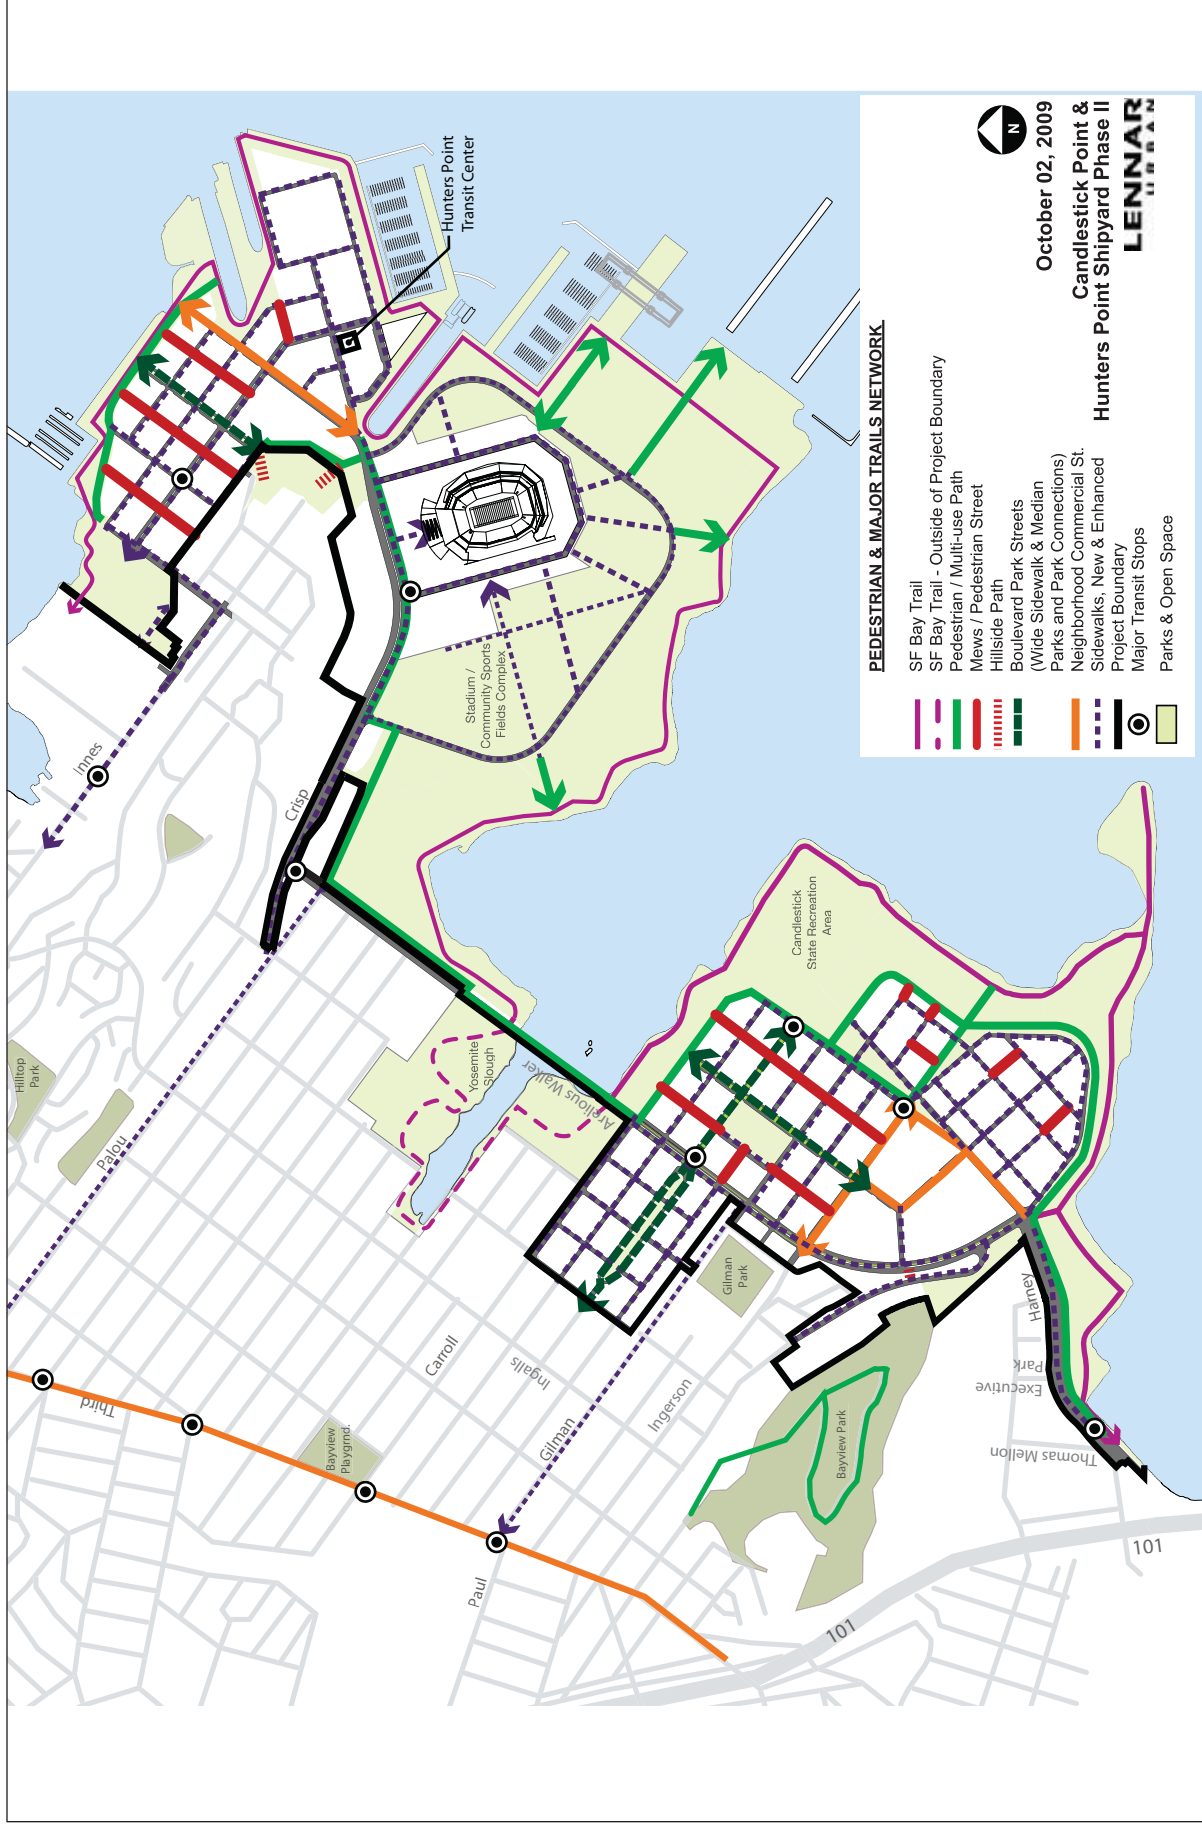 PEDESTRIAN & MAJOR TRAILS NETWORK
SF Bay Trail
SF Bay Trail - Outside of Project Boundary
Pedestrian / Multi-use Path
Mews / Pedestrian Street
Hillside Path
Boulevard Park Streets
(Wide Sidewalk & Median
Parks and Park Connections)
Neighborhood Commercial St.
Sidewalks, New & Enhanced
Project Boundary
Major Transit Stops
Parks & Open Space
N
October 02, 2009
Candlestick Point &
Hunters Point Shipyard Phase II
LENNAR
URBAN
Hunters Point
Transit Center
Stadium /
Community Sports
Fields Complex
Innes
Crisp
Hilltop
Park
Palou
Yosemite
Slough
Arelious Walker
Candlestick
State Recreation
Area
Gilman
Park
Third
Carroll
Ingalls
Bayview
Playgrnd.
Gilman
Ingerson
Paul
Bayview Park
Harney
Executive
Park
Thomas Mellon
101
101